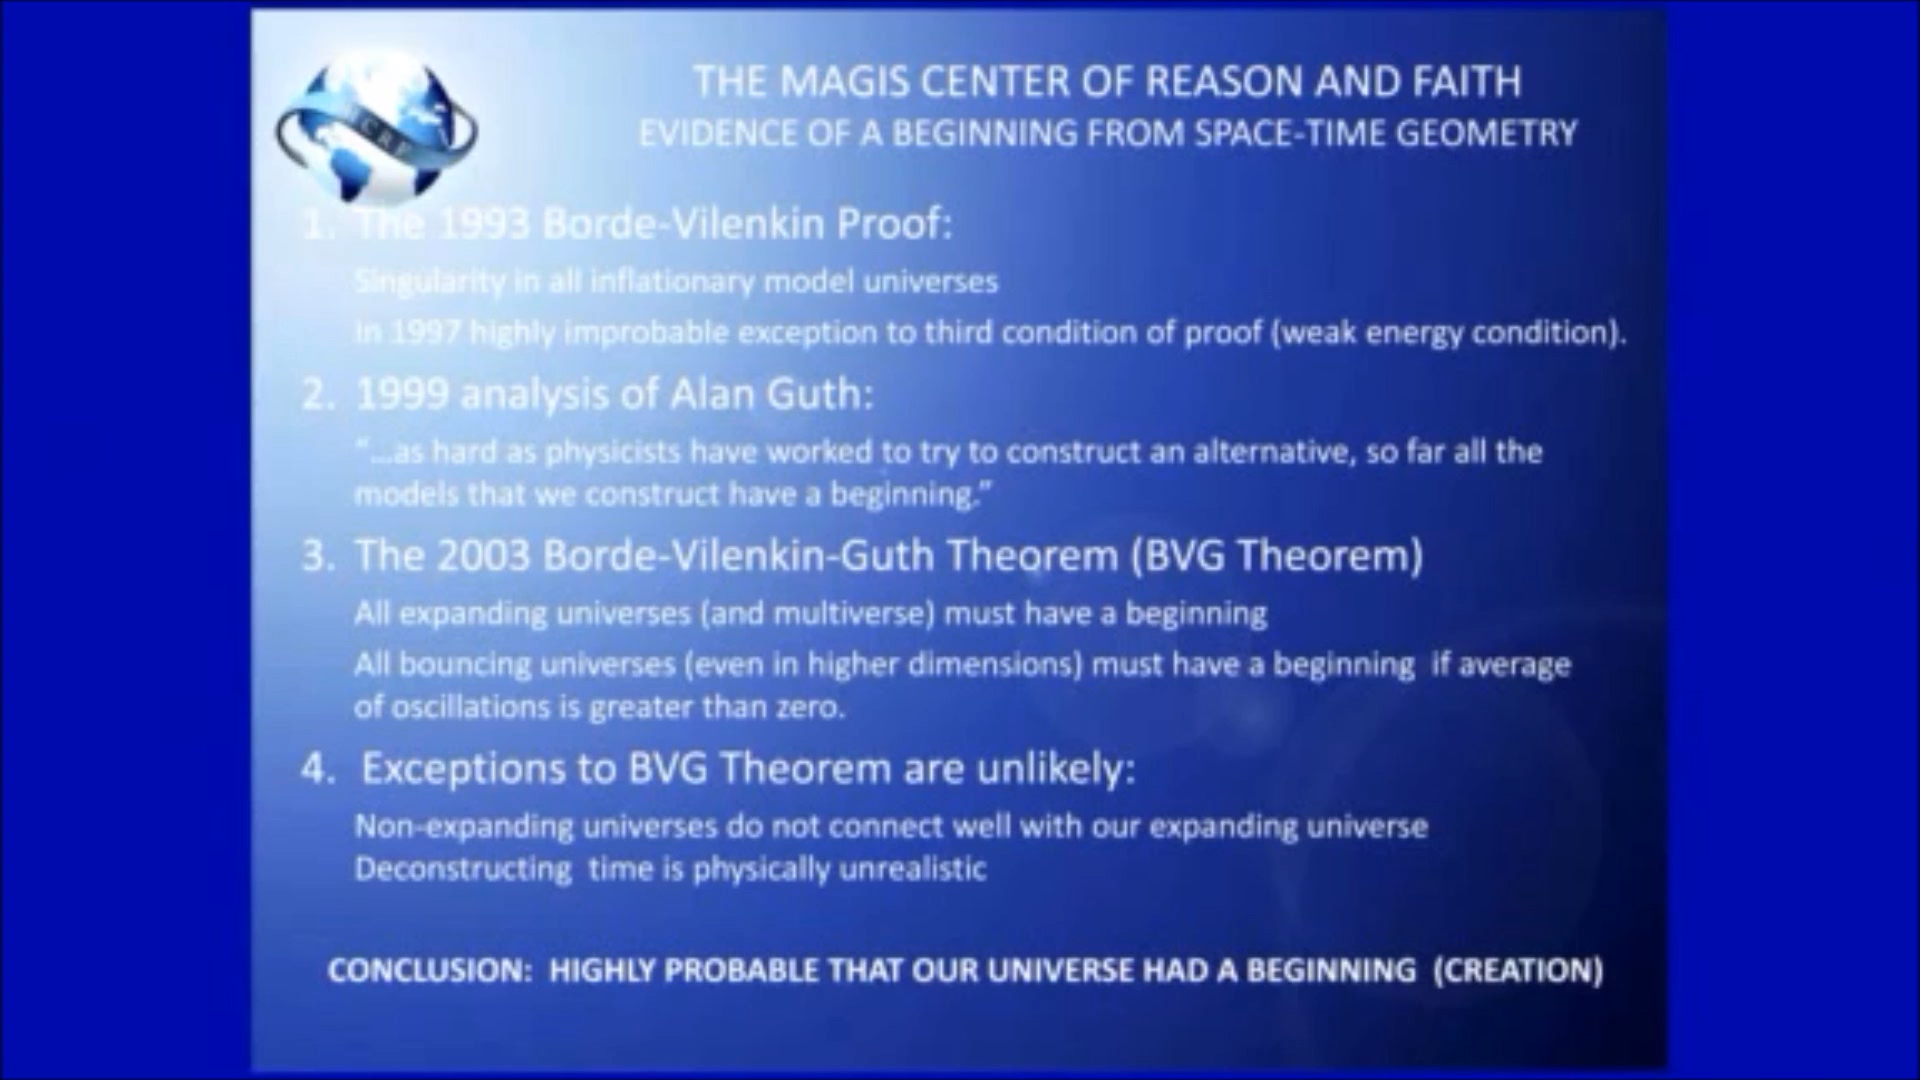 THE MAGIS CENTER OF REASON AND FAITH
EVIDENCE OF A BEGINNING FROM SPACE-TIME GEOMETRY
1. The 1993 Borde-Vilenkin Proof:
Singularity in all inflationary model universes
In 1997 highly improbable exception to third condition of proof (weak energy condition).
2. 1999 analysis of Alan Guth:
“...as hard as physicists have worked to try to construct an alternative, so far all the
models that we construct have a beginning.”
3. The 2003 Borde-Vilenkin-Guth Theorem (BVG Theorem)
All expanding universes (and multiverse) must have a beginning
All bouncing universes (even in higher dimensions) must have a beginning if average
of oscillations is greater than zero.
4. Exceptions to BVG Theorem are unlikely:
Non-expanding universes do not connect well with our expanding universe
Deconstructing time is physically unrealistic
CONCLUSION: HIGHLY PROBABLE THAT OUR UNIVERSE HAD A BEGINNING (CREATION)